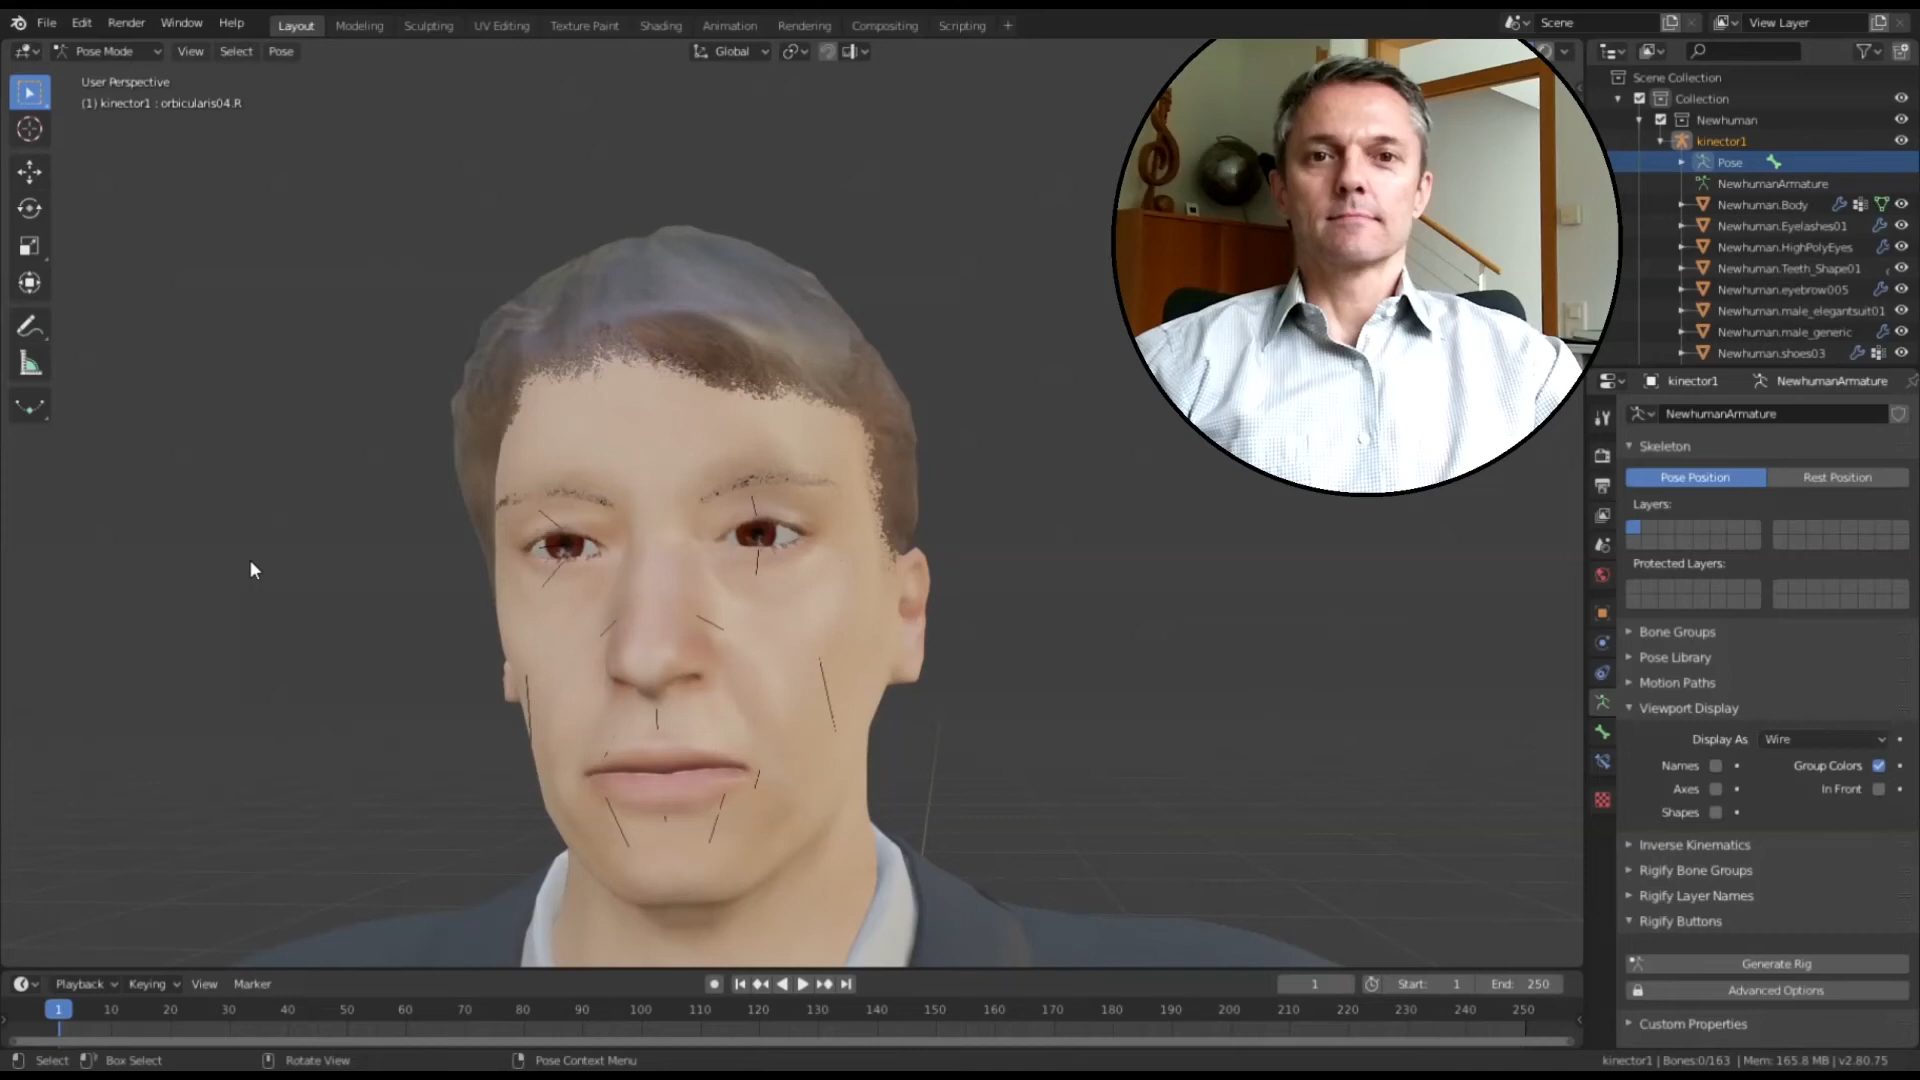 File Edit Render Window Help Layout Modeling Sculpting UV Editing Texture Paint Shading Animation Rendering Compositing Scripting + Scene View Layer
Pose Mode View Select Pose Global
User Perspective
(1) kinector1 : orbicularis04.R
Scene Collection
Collection
Newhuman
kinector1
Pose
NewhumanArmature
Newhuman.Body
Newhuman.Eyelashes01
Newhuman.HighPolyEyes
Newhuman.Teeth_Shape01
Newhuman.eyebrow005
Newhuman.male_elegantsuit01
Newhuman.male_generic
Newhuman.shoes03
kinector1 NewhumanArmature
NewhumanArmature
Skeleton
Pose Position Rest Position
Layers:
Protected Layers:
Bone Groups
Pose Library
Motion Paths
Viewport Display
Display As Wire
Names Group Colors
Axes In Front
Shapes
Inverse Kinematics
Rigify Bone Groups
Rigify Layer Names
Rigify Buttons
Generate Rig
Advanced Options
Custom Properties
Playback Keying View Marker 1 Start: 1 End: 250
1 10 20 30 40 50 60 70 80 90 100 110 120 130 140 150 160 170 180 190 200 210 220 230 240 250
Select Box Select Rotate View Pose Context Menu kinector1 | Bones:0/163 | Mem: 165.8 MB | v2.80.75